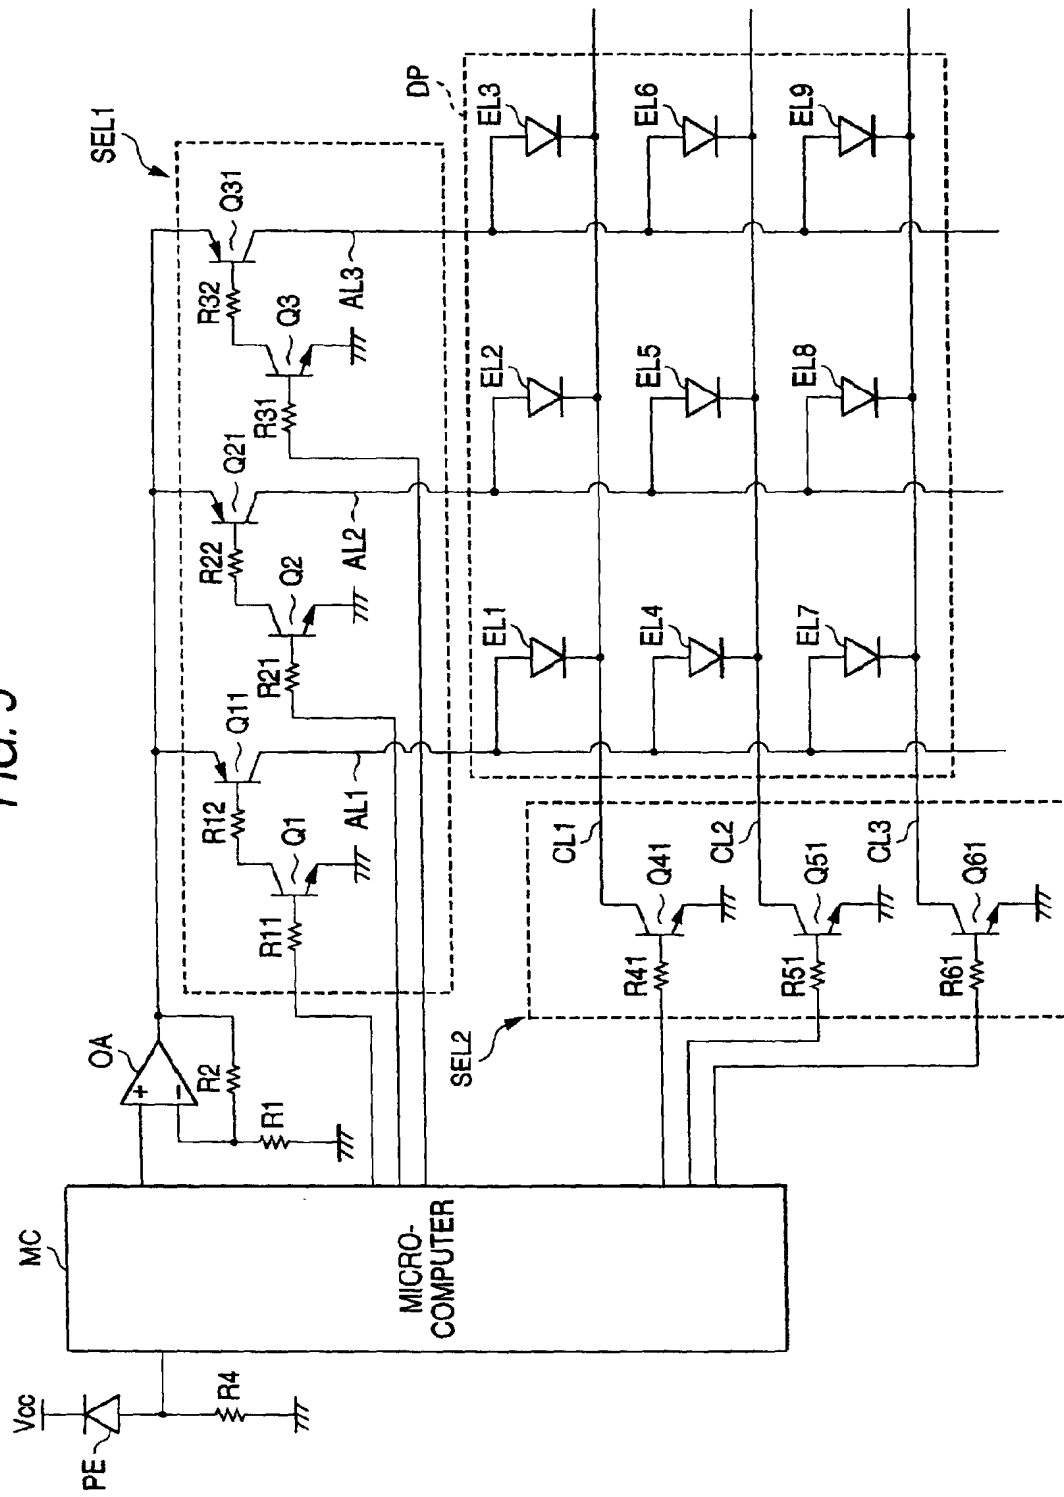 Vcc
PE
R4
MC
MICRO-
COMPUTER
OA
+
−
R2
R1
SEL1
R11
Q1
R12
Q11
AL1
R21
Q2
R22
Q21
AL2
R31
Q3
R32
Q31
AL3
DP
EL1
EL2
EL3
EL4
EL5
EL6
EL7
EL8
EL9
SEL2
CL1
R41
Q41
CL2
R51
Q51
CL3
R61
Q61